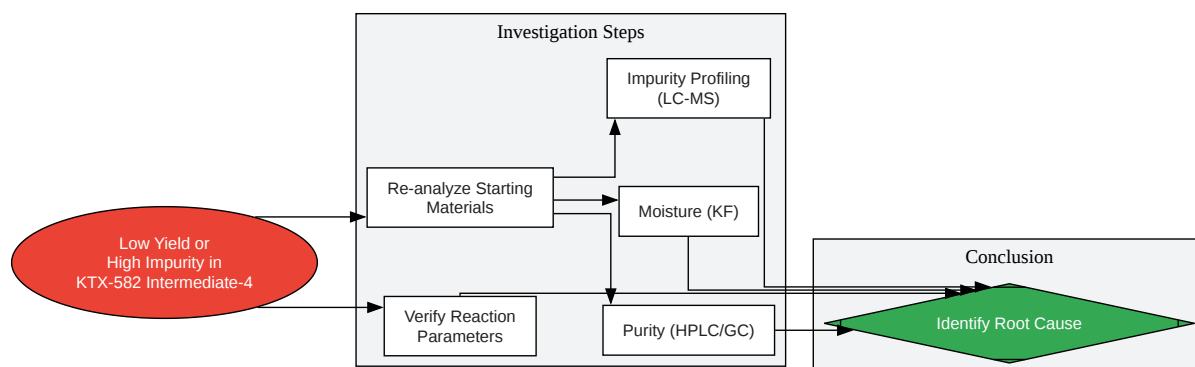 Investigation Steps
Impurity Profiling
(LC-MS)
Re-analyze Starting
Materials
Moisture (KF)
Low Yield or
High Impurity in
KTX-582 Intermediate-4
Verify Reaction
Parameters
Purity (HPLC/GC)
Conclusion
Identify Root Cause